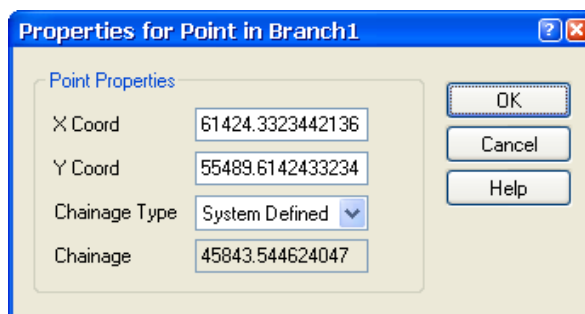 Properties for Point in Branch1
Point Properties
X Coord 61424.3323442136
Y Coord 55489.6142433234
Chainage Type System Defined
Chainage 45843.544624047
OK
Cancel
Help